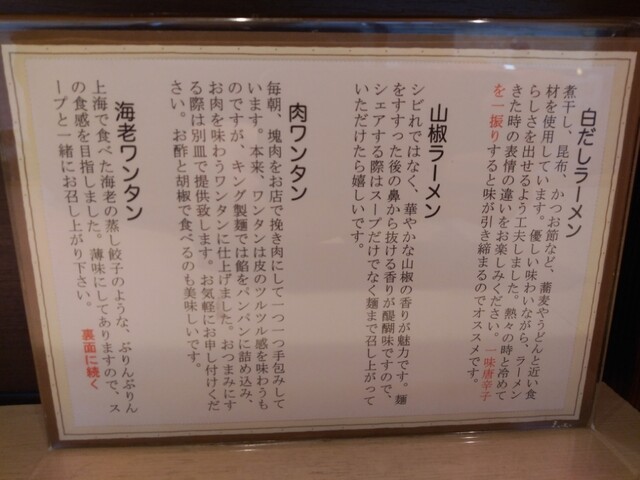 白だしラーメン
煮干し、昆布、かつお節など、蕎麦やうどんと近い食
材を使用しています。優しい味わいながら、ラーメン
らしさを出せるよう工夫しました。熱々の時と冷めて
きた時の表情の違いをお楽しみください。一味唐辛子
を一振りすると味が引き締まるのでオススメです。
山椒ラーメン
シビれではなく、華やかな山椒の香りが魅力です。麺
をすすった後の鼻から抜ける香りが醍醐味ですので、
シェアする際はスープだけでなく麺まで召し上がって
いただけたら嬉しいです。
肉ワンタン
毎朝、塊肉をお店で挽き肉にして一つ一つ手包みして
います。本来、ワンタンは皮のツルツル感を味わうも
のですが、キング製麺では餡をパンパンに詰め込み、
お肉を味わうワンタンに仕上げました。おつまみにす
る際は別皿で提供致します。お気軽にお申し付けくだ
さい。お酢と胡椒で食べるのも美味しいです。
海老ワンタン
上海で食べた海老の蒸し餃子のような、ぷりんぷりん
の食感を目指しました。薄味にしてありますので、ス
ープと一緒にお召し上がり下さい。
裏面に続く